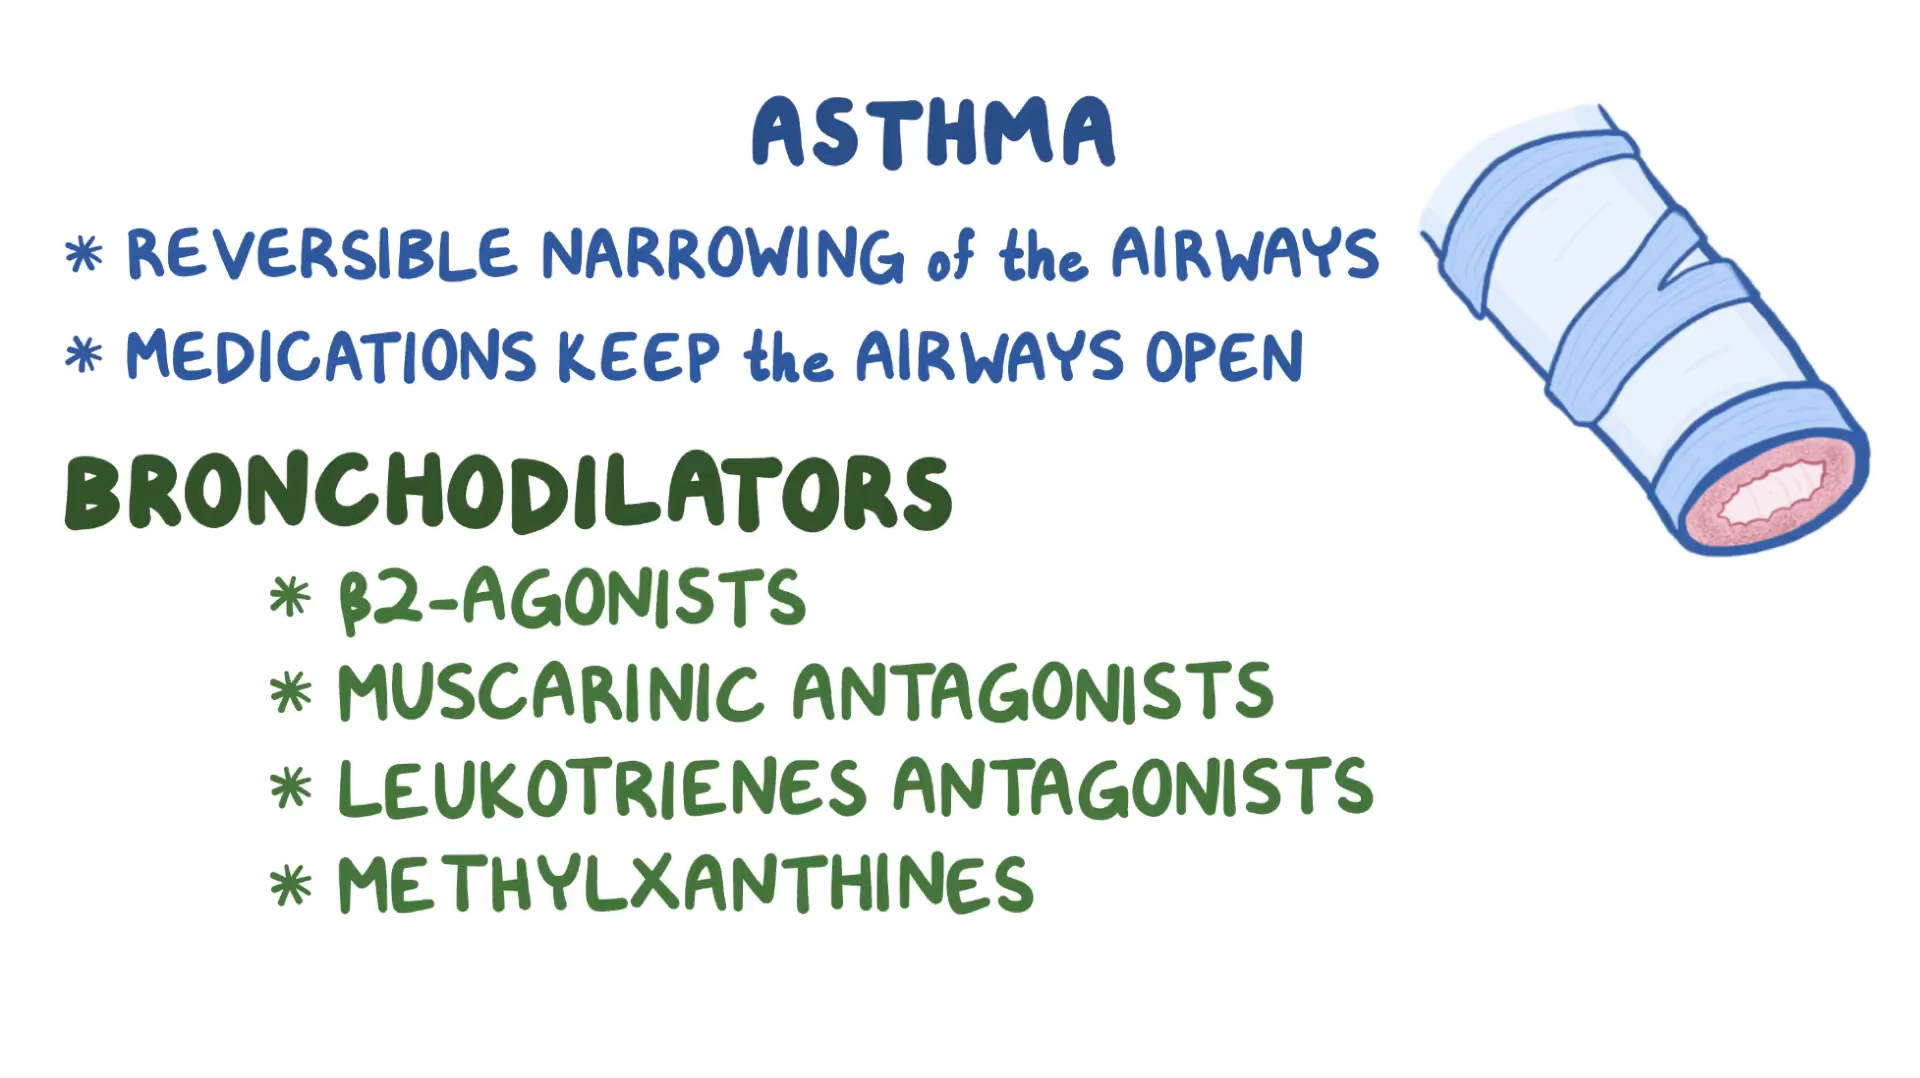 ASTHMA
* REVERSIBLE NARROWING of the AIRWAYS
* MEDICATIONS KEEP the AIRWAYS OPEN
BRONCHODILATORS
* β2-AGONISTS
* MUSCARINIC ANTAGONISTS
* LEUKOTRIENES ANTAGONISTS
* METHYLXANTHINES